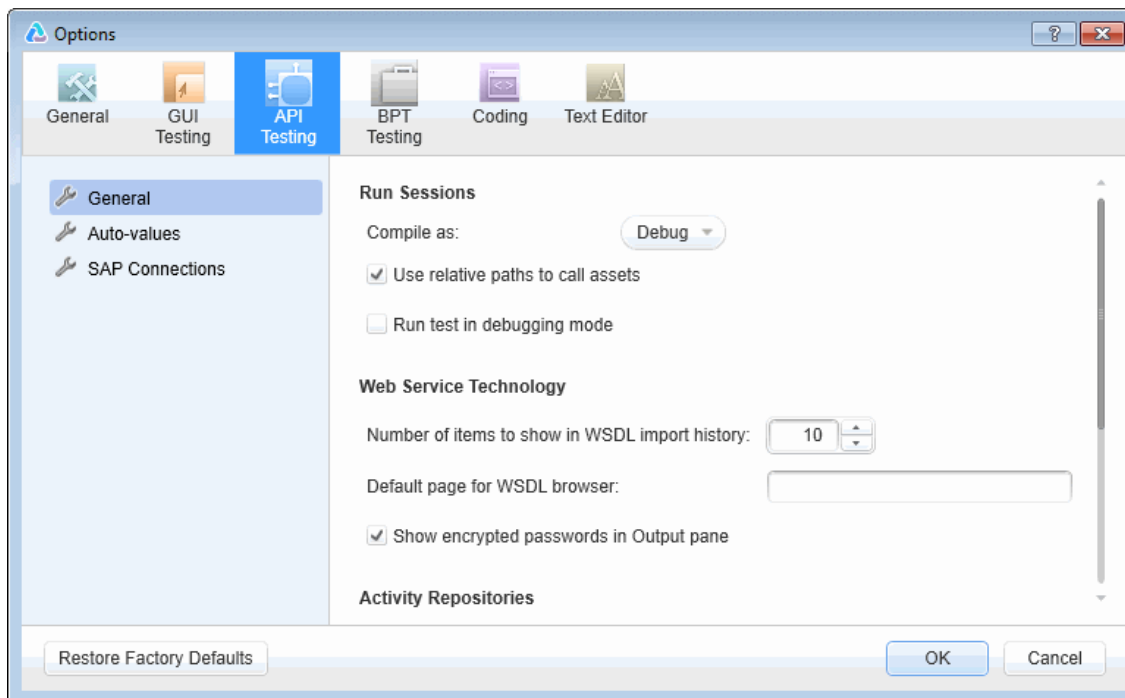 Options
General
GUI
Testing
API
Testing
BPT
Testing
Coding
Text Editor
General
Auto-values
SAP Connections
Run Sessions
Compile as: Debug
Use relative paths to call assets
Run test in debugging mode
Web Service Technology
Number of items to show in WSDL import history: 10
Default page for WSDL browser:
Show encrypted passwords in Output pane
Activity Repositories
Restore Factory Defaults
OK
Cancel